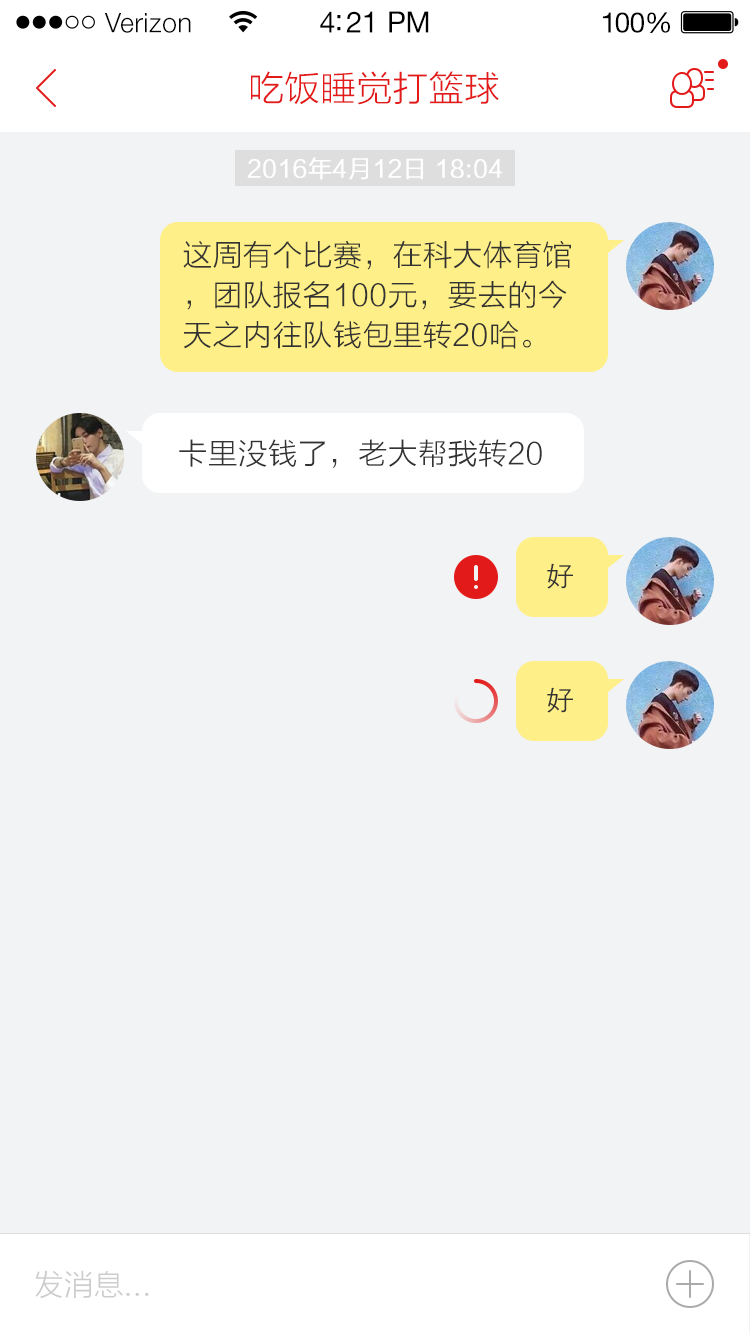 Verizon 4:21 PM 100%
吃饭睡觉打篮球
2016年4月12日 18:04
这周有个比赛，在科大体育馆
，团队报名100元，要去的今
天之内往队钱包里转20哈。
卡里没钱了，老大帮我转20
好
好
发消息...